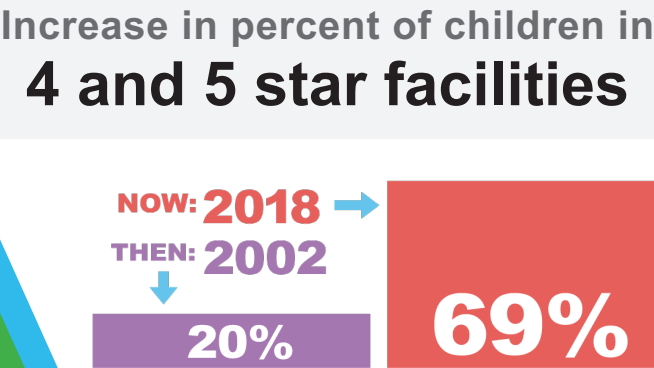 Increase in percent of children in
4 and 5 star facilities
NOW: 2018
THEN: 2002
20%
69%